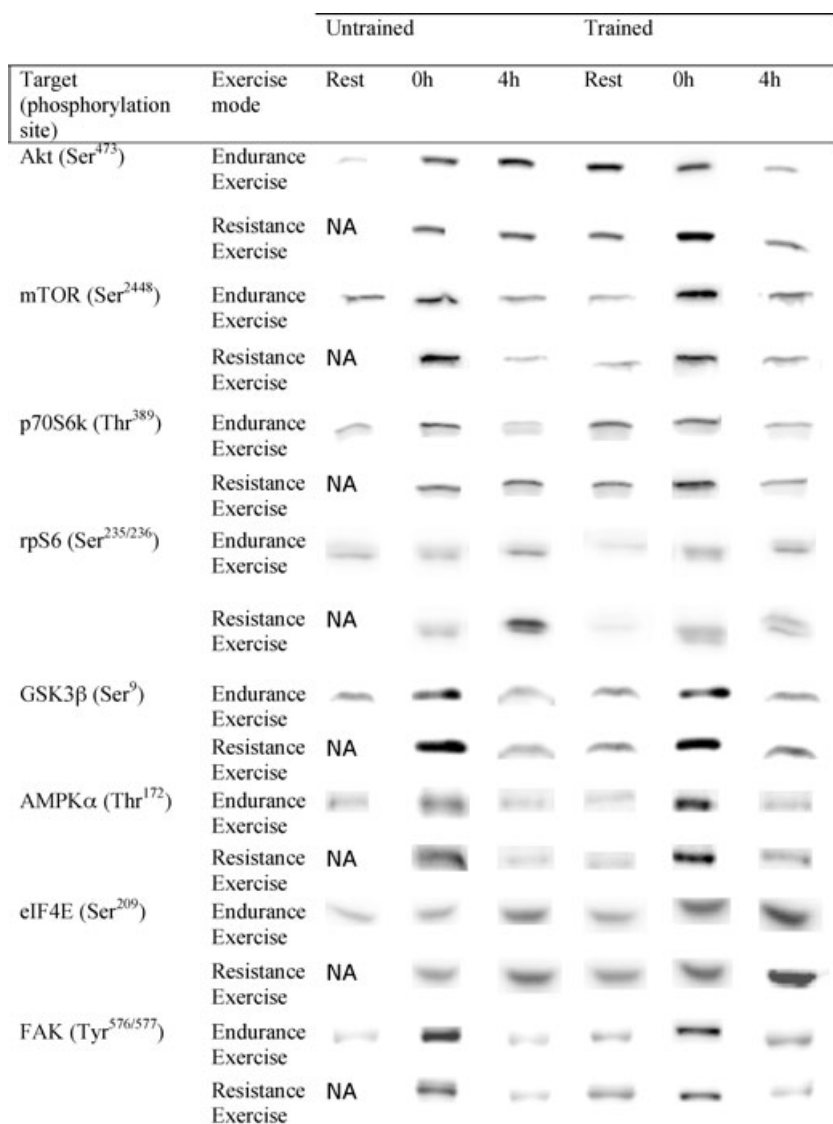 Untrained Trained
Target Exercise Rest 0h 4h Rest 0h 4h
(phosphorylation mode
site)
Akt (Ser473) Endurance
Exercise
Resistance NA
Exercise
mTOR (Ser2448) Endurance
Exercise
Resistance NA
Exercise
p70S6k (Thr389) Endurance
Exercise
Resistance NA
Exercise
rpS6 (Ser235/236) Endurance
Exercise
Resistance NA
Exercise
GSK3β (Ser9) Endurance
Exercise
Resistance NA
Exercise
AMPKα (Thr172) Endurance
Exercise
Resistance NA
Exercise
eIF4E (Ser209) Endurance
Exercise
Resistance NA
Exercise
FAK (Tyr576/577) Endurance
Exercise
Resistance NA
Exercise